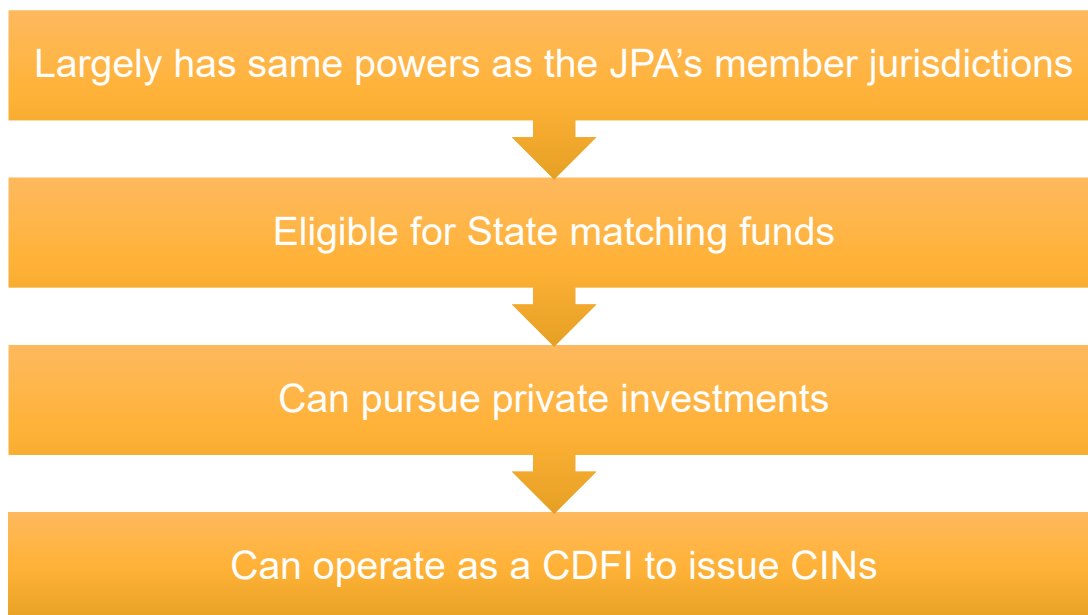 Largely has same powers as the JPA’s member jurisdictions
Eligible for State matching funds
Can pursue private investments
Can operate as a CDFI to issue CINs